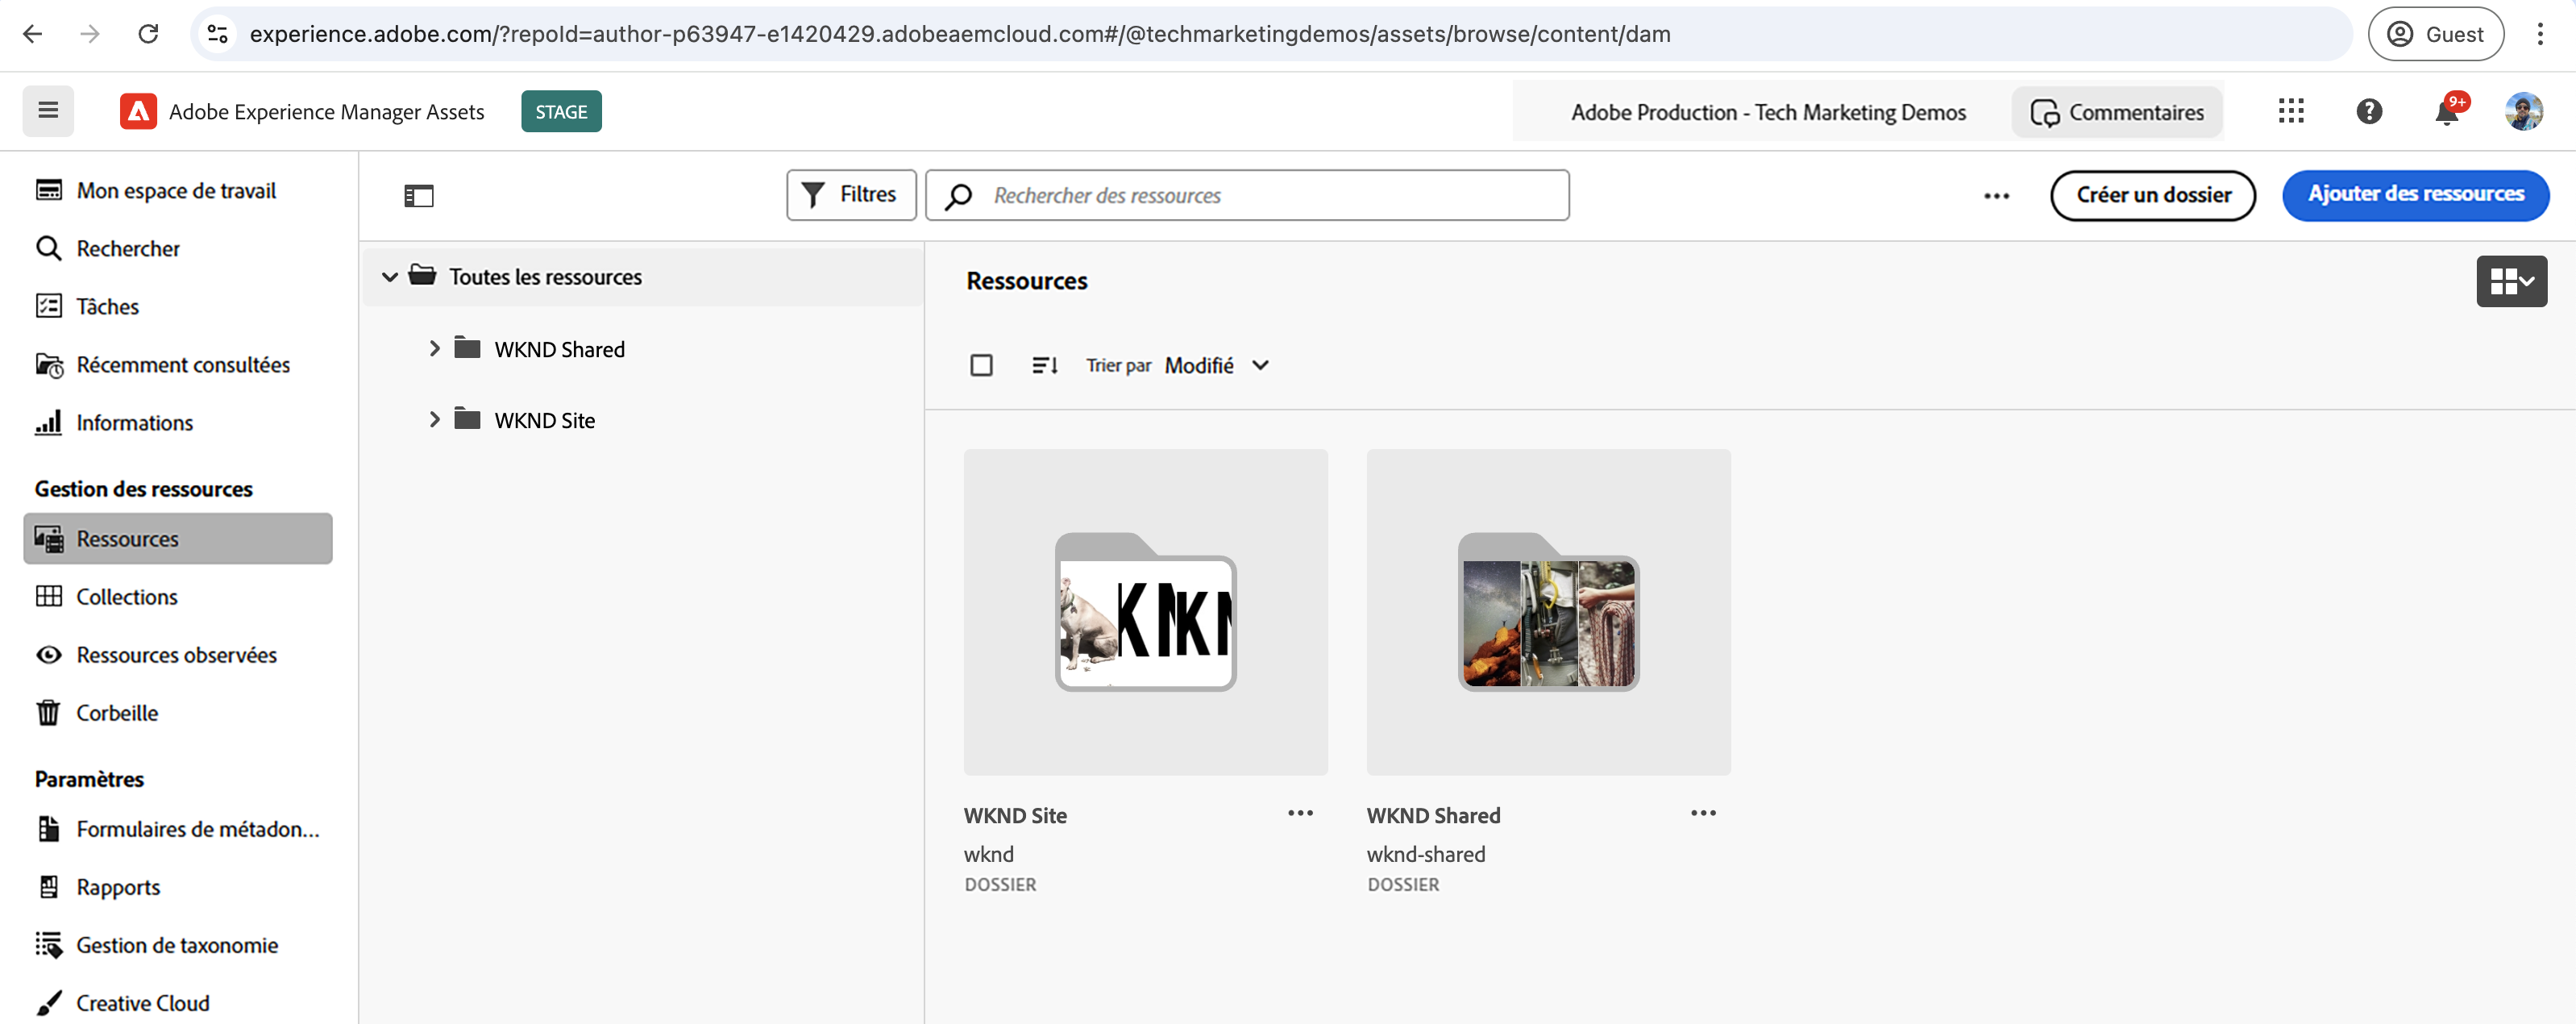 experience.adobe.com/?repoId=author-p63947-e1420429.adobeaemcloud.com#/@techmarketingdemos/assets/browse/content/dam
Guest
Adobe Experience Manager Assets
STAGE
Adobe Production - Tech Marketing Demos
Commentaires
9+
Mon espace de travail
Rechercher
Tâches
Récemment consultées
Informations
Gestion des ressources
Ressources
Collections
Ressources observées
Corbeille
Paramètres
Formulaires de métadon...
Rapports
Gestion de taxonomie
Creative Cloud
Filtres
Rechercher des ressources
Créer un dossier
Ajouter des ressources
Toutes les ressources
WKND Shared
WKND Site
Ressources
Trier par Modifié
WKND Site
wknd
DOSSIER
WKND Shared
wknd-shared
DOSSIER